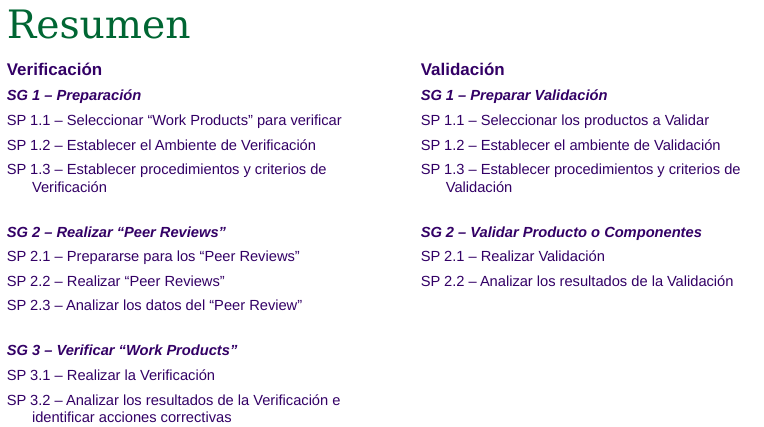 Resumen
Verificación
SG 1 – Preparación
SP 1.1 – Seleccionar “Work Products” para verificar
SP 1.2 – Establecer el Ambiente de Verificación
SP 1.3 – Establecer procedimientos y criterios de
Verificación
SG 2 – Realizar “Peer Reviews”
SP 2.1 – Prepararse para los “Peer Reviews”
SP 2.2 – Realizar “Peer Reviews”
SP 2.3 – Analizar los datos del “Peer Review”
SG 3 – Verificar “Work Products”
SP 3.1 – Realizar la Verificación
SP 3.2 – Analizar los resultados de la Verificación e
identificar acciones correctivas
Validación
SG 1 – Preparar Validación
SP 1.1 – Seleccionar los productos a Validar
SP 1.2 – Establecer el ambiente de Validación
SP 1.3 – Establecer procedimientos y criterios de
Validación
SG 2 – Validar Producto o Componentes
SP 2.1 – Realizar Validación
SP 2.2 – Analizar los resultados de la Validación